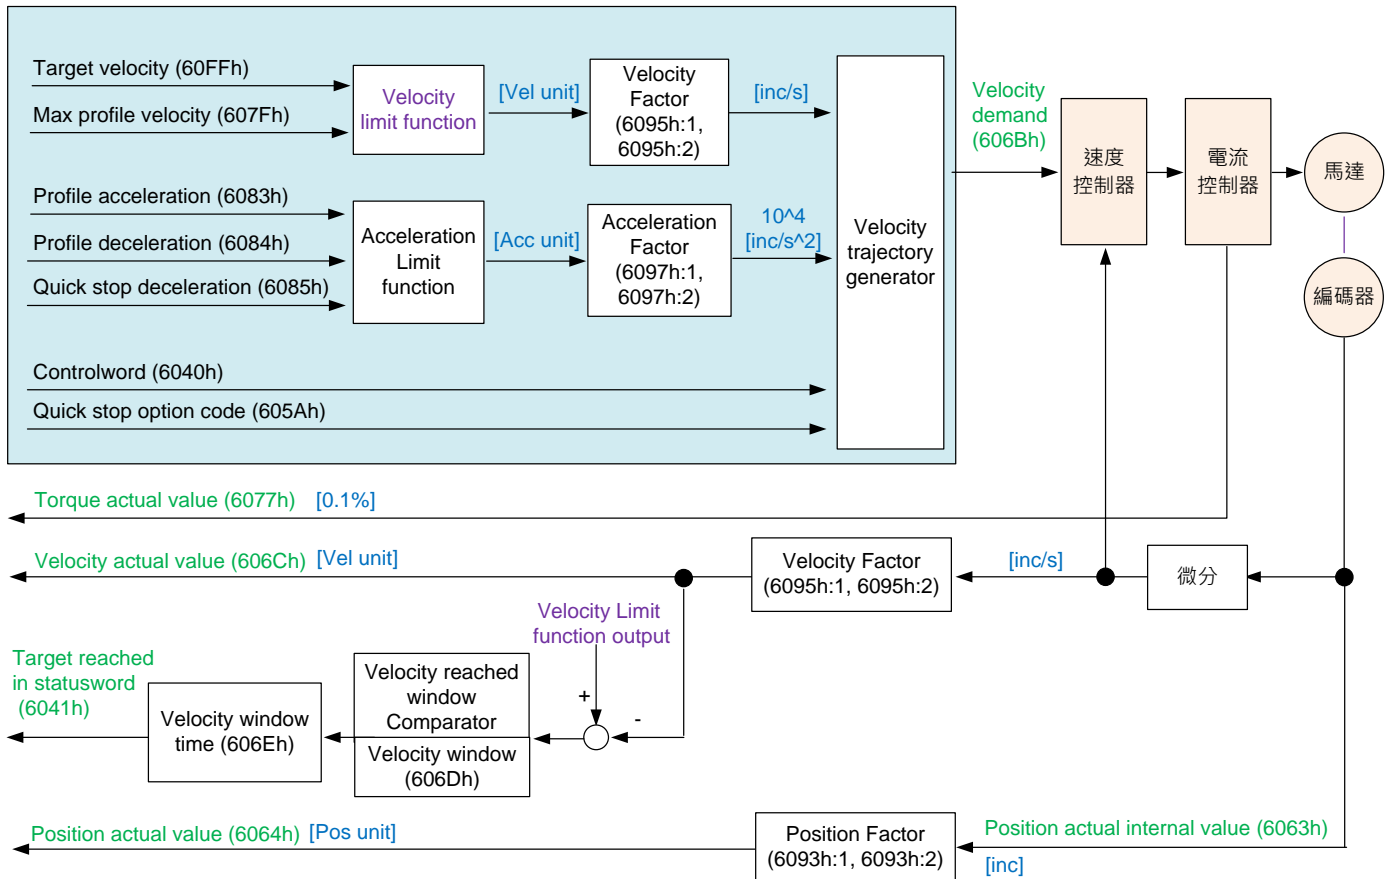 Target velocity (60FFh)
Max profile velocity (607Fh)
Velocity
limit function
[Vel unit]
Velocity
Factor
(6095h:1,
6095h:2)
[inc/s]
Profile acceleration (6083h)
Profile deceleration (6084h)
Quick stop deceleration (6085h)
Acceleration
Limit
function
[Acc unit]
Acceleration
Factor
(6097h:1,
6097h:2)
10^4
[inc/s^2]
Velocity
trajectory
generator
Controlword (6040h)
Quick stop option code (605Ah)
Velocity
demand
(606Bh)
速度
控制器
電流
控制器
馬達
編碼器
Torque actual value (6077h) [0.1%]
Velocity actual value (606Ch) [Vel unit]
Velocity Factor
(6095h:1, 6095h:2)
[inc/s]
微分
Velocity Limit
function output
+
-
Target reached
in statusword
(6041h)
Velocity window
time (606Eh)
Velocity reached
window
Comparator
Velocity window
(606Dh)
Position actual value (6064h) [Pos unit]
Position Factor
(6093h:1, 6093h:2)
Position actual internal value (6063h)
[inc]